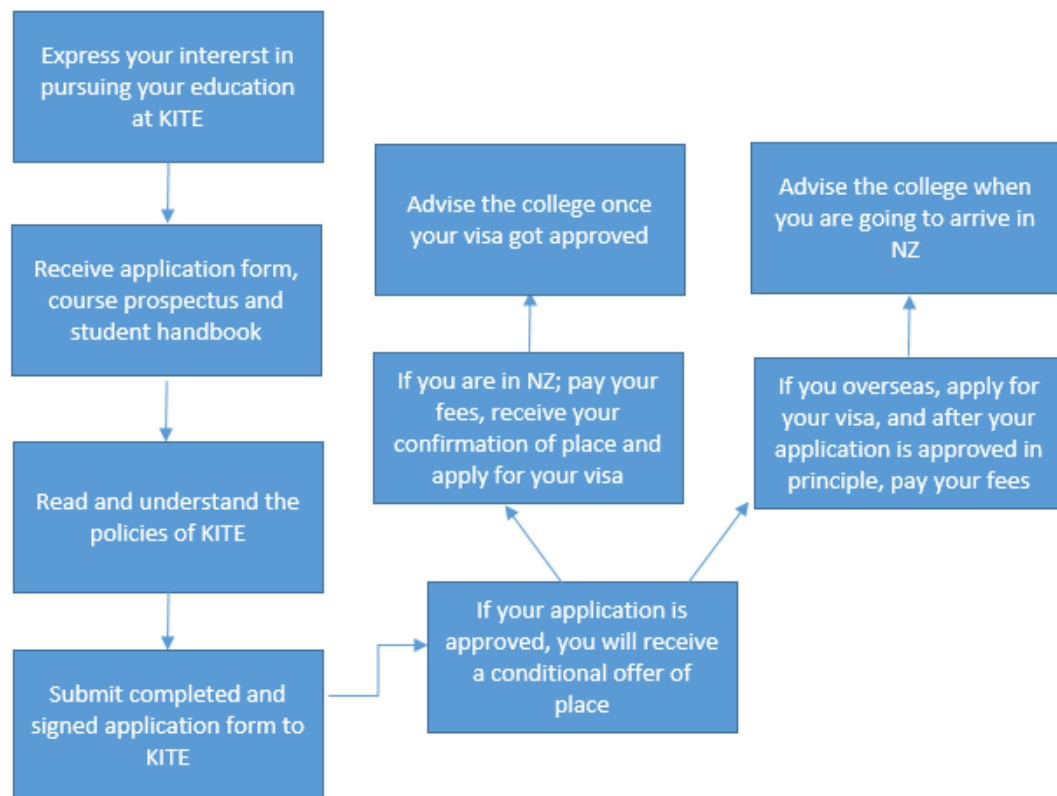 Express your intererst in
pursuing your education
at KITE
Receive application form,
course prospectus and
student handbook
Read and understand the
policies of KITE
Submit completed and
signed application form to
KITE
If your application is
approved, you will receive
a conditional offer of
place
If you are in NZ; pay your
fees, receive your
confirmation of place and
apply for your visa
Advise the college once
your visa got approved
If you overseas, apply for
your visa, and after your
application is approved in
principle, pay your fees
Advise the college when
you are going to arrive in
NZ